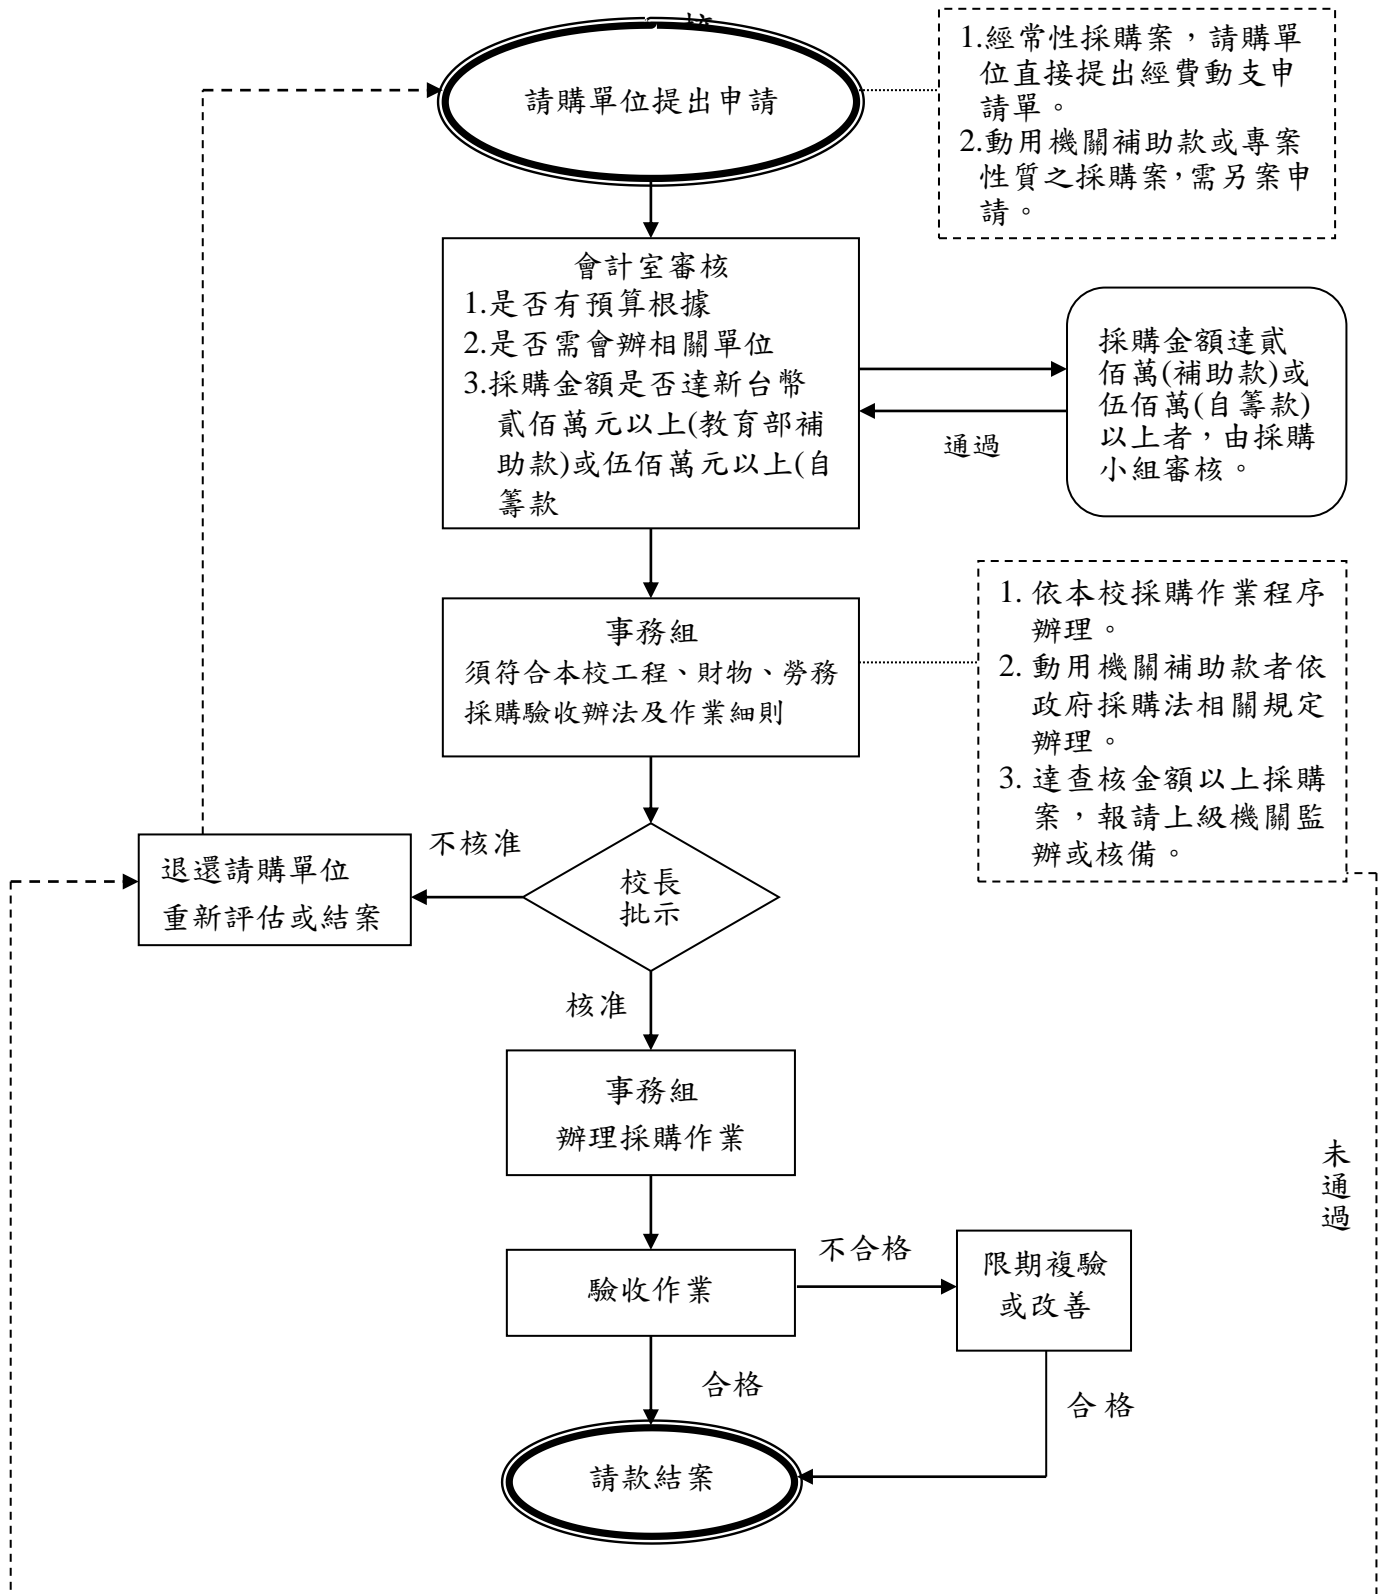 請購單位提出申請
1.經常性採購案，請購單
位直接提出經費動支申
請單。
2.動用機關補助款或專案
性質之採購案,需另案申
請。
會計室審核
1.是否有預算根據
2.是否需會辦相關單位
3.採購金額是否達新台幣
貳佰萬元以上(教育部補
助款)或伍佰萬元以上(自
籌款
採購金額達貳
佰萬(補助款)或
伍佰萬(自籌款)
以上者，由採購
小組審核。
通過
事務組
須符合本校工程、財物、勞務
採購驗收辦法及作業細則
1. 依本校採購作業程序
辦理。
2. 動用機關補助款者依
政府採購法相關規定
辦理。
3. 達查核金額以上採購
案，報請上級機關監
辦或核備。
不核准
退還請購單位
重新評估或結案
校長
批示
核准
事務組
辦理採購作業
未通過
驗收作業
不合格
限期複驗
或改善
合格
合格
請款結案